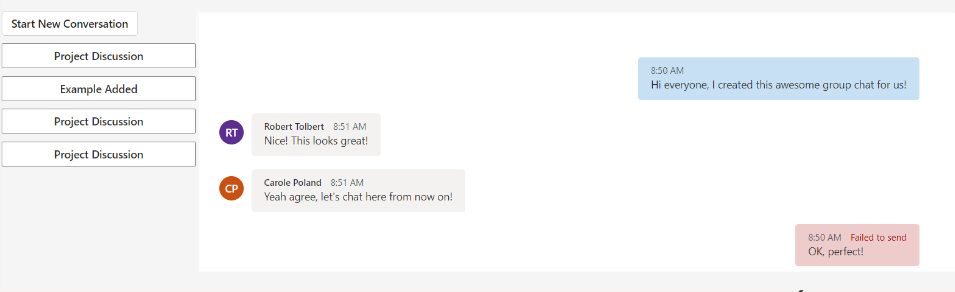 Start New Conversation
Project Discussion
Example Added
Project Discussion
Project Discussion
8:50 AM
Hi everyone, I created this awesome group chat for us!
RT
Robert Tolbert 8:51 AM
Nice! This looks great!
CP
Carole Poland 8:51 AM
Yeah agree, let's chat here from now on!
8:50 AM Failed to send
OK, perfect!